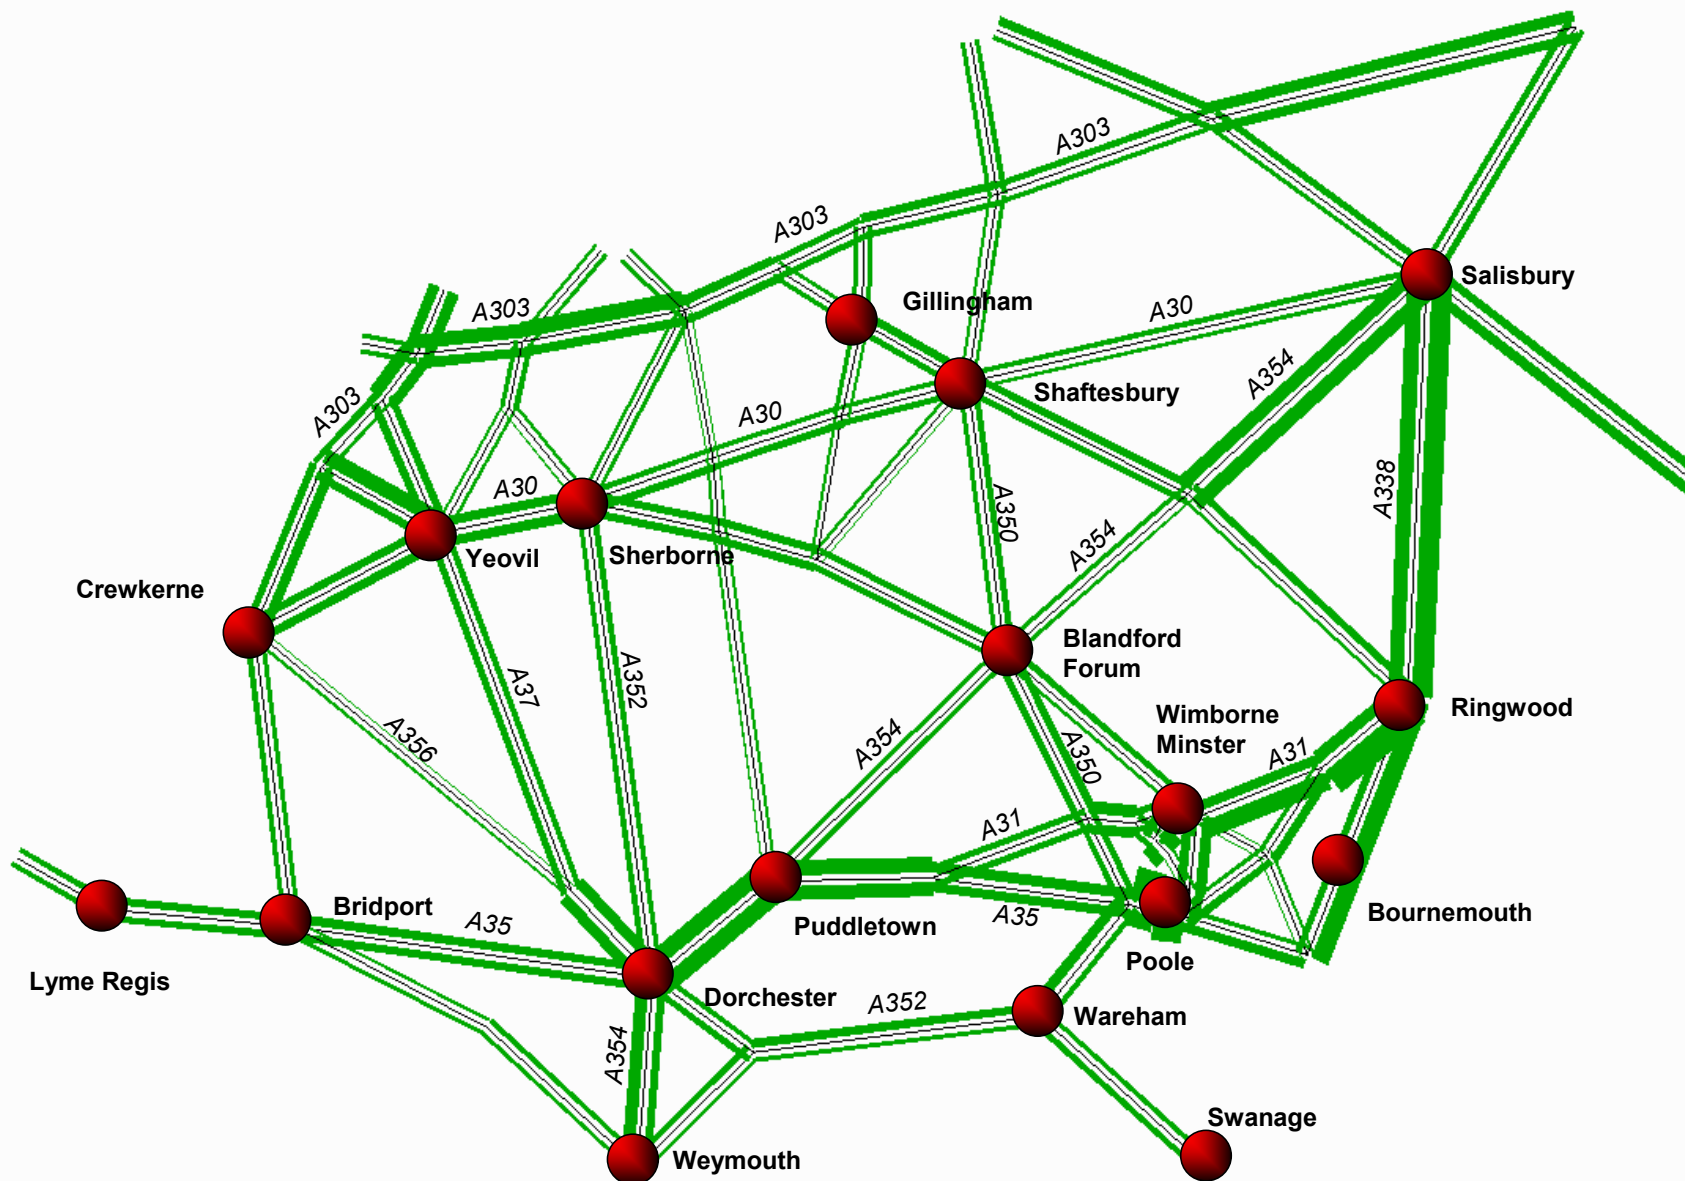 A303
A303
Salisbury
Gillingham
A303
A30
A354
Shaftesbury
A303
A30
A338
A30
A350
A354
Yeovil
Sherborne
Crewkerne
Blandford
Forum
A37
A352
Wimborne
Minster
Ringwood
A356
A354
A350
A31
A31
Bridport
A35
Puddletown
A35
Bournemouth
Poole
Lyme Regis
Dorchester
A352
Wareham
A354
Swanage
Weymouth